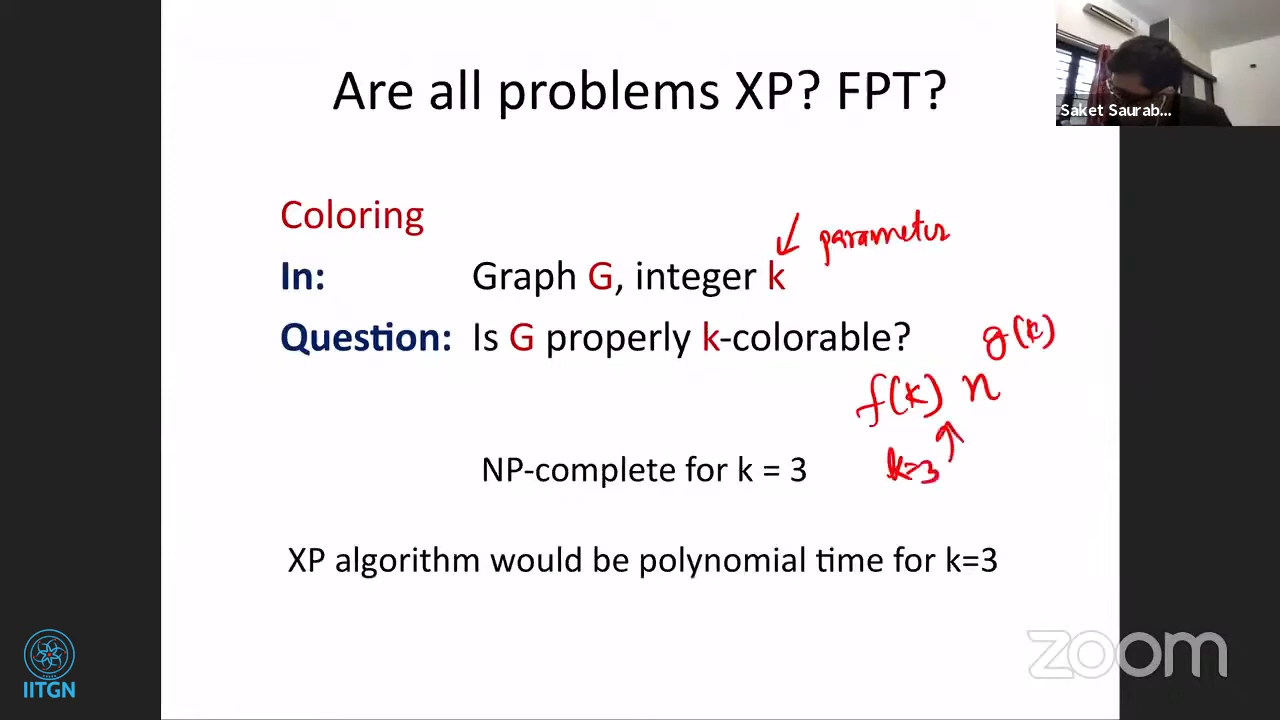 Are all problems XP? FPT?
Saket Saurab...
Coloring
parameter
In: Graph G, integer k
Question: Is G properly k-colorable?
f(k) n^g(k)
k=3
NP-complete for k = 3
XP algorithm would be polynomial time for k=3
IITGN
zoom